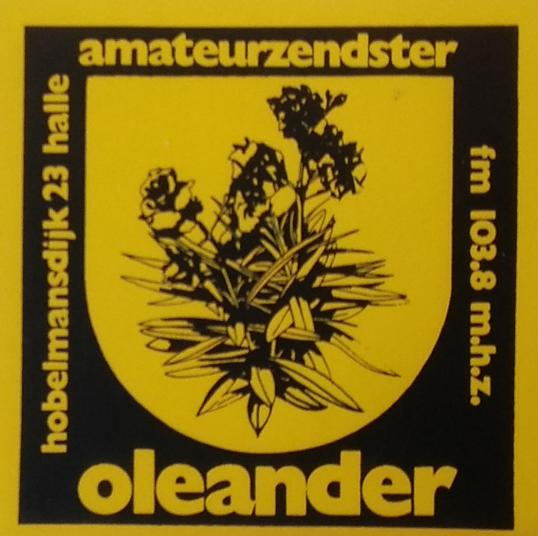 amateurzendster
hobelmansdijk 23 halle
fm 103.8 m.h.z.
oleander